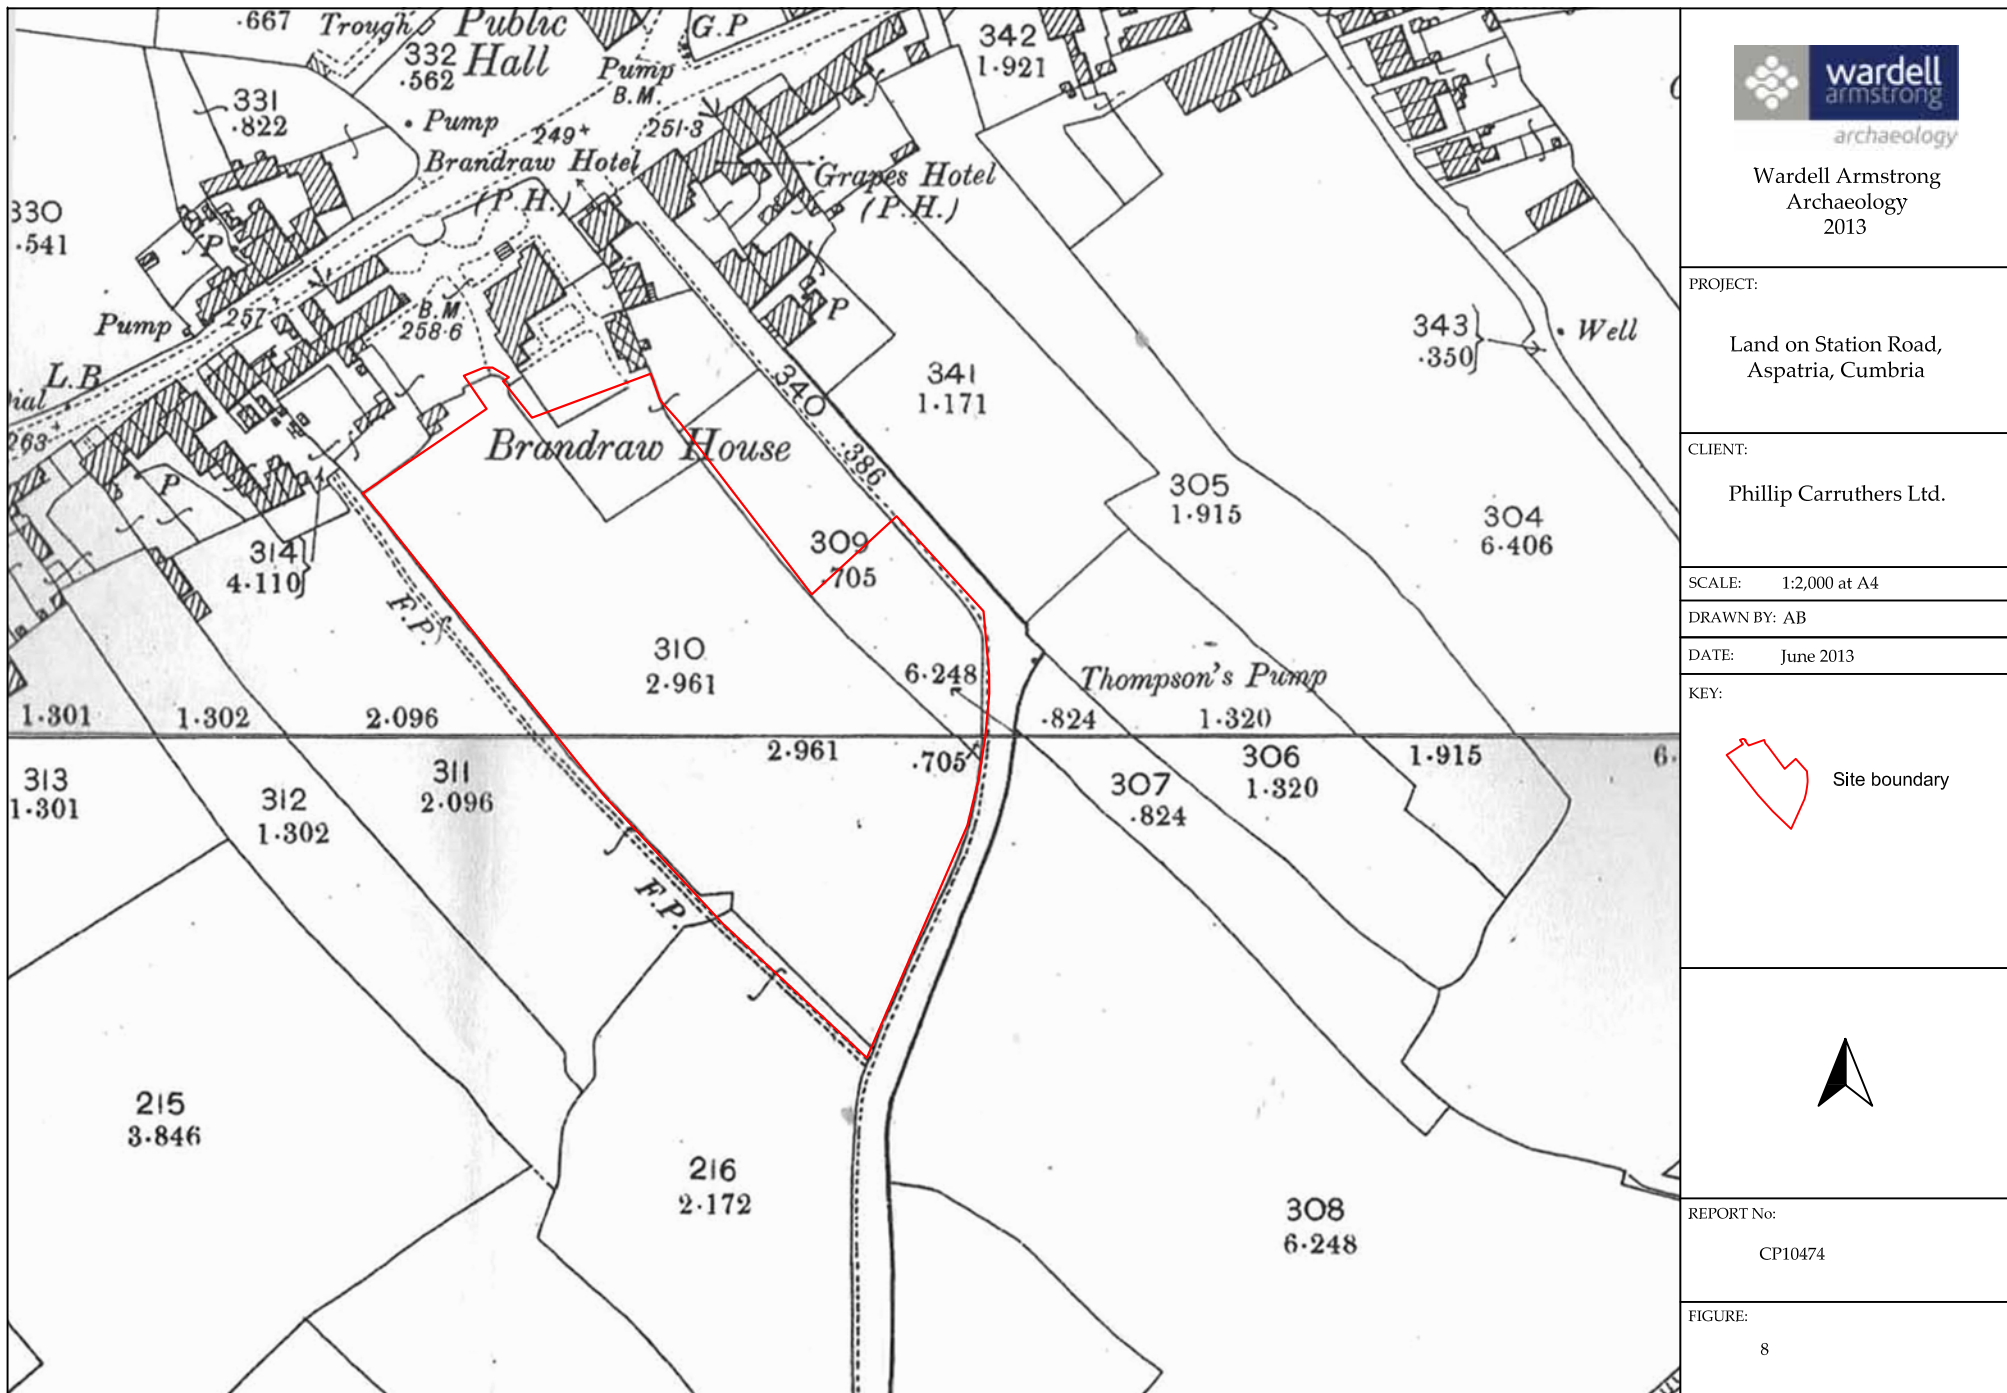 .667
Trough
Public
Hall
332
.562
G.P
Pump
B.M.
342
1.921
331
.822
Pump
249+
251.3
Brandraw Hotel
(P.H.)
Grapes Hotel
(P.H.)
330
.541
P
Pump
257
B.M
258.6
P
343
.350
Well
L.B
263
340
.386
341
1.171
Brandraw House
P
305
1.915
304
6.406
314
4.110
309
.705
F.P.
310
2.961
6.248
Thompson's Pump
1.301
1.302
2.096
.824
1.320
2.961
.705
313
1.301
312
1.302
311
2.096
307
.824
306
1.320
1.915
6.
F.P.
215
3.846
216
2.172
308
6.248
wardell
armstrong
archaeology
Wardell Armstrong
Archaeology
2013
PROJECT:
Land on Station Road,
Aspatria, Cumbria
CLIENT:
Phillip Carruthers Ltd.
SCALE: 1:2,000 at A4
DRAWN BY: AB
DATE: June 2013
KEY:
Site boundary
REPORT No:
CP10474
FIGURE:
8